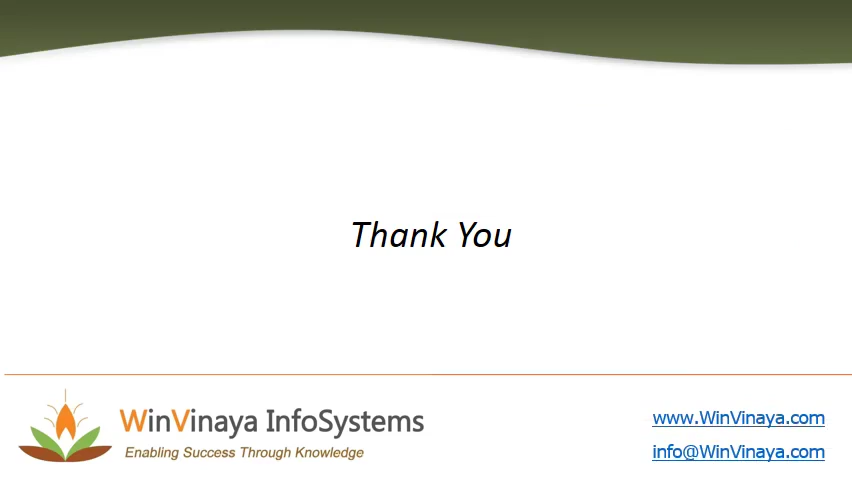 Thank You
WinVinaya InfoSystems
Enabling Success Through Knowledge
www.WinVinaya.com
info@WinVinaya.com